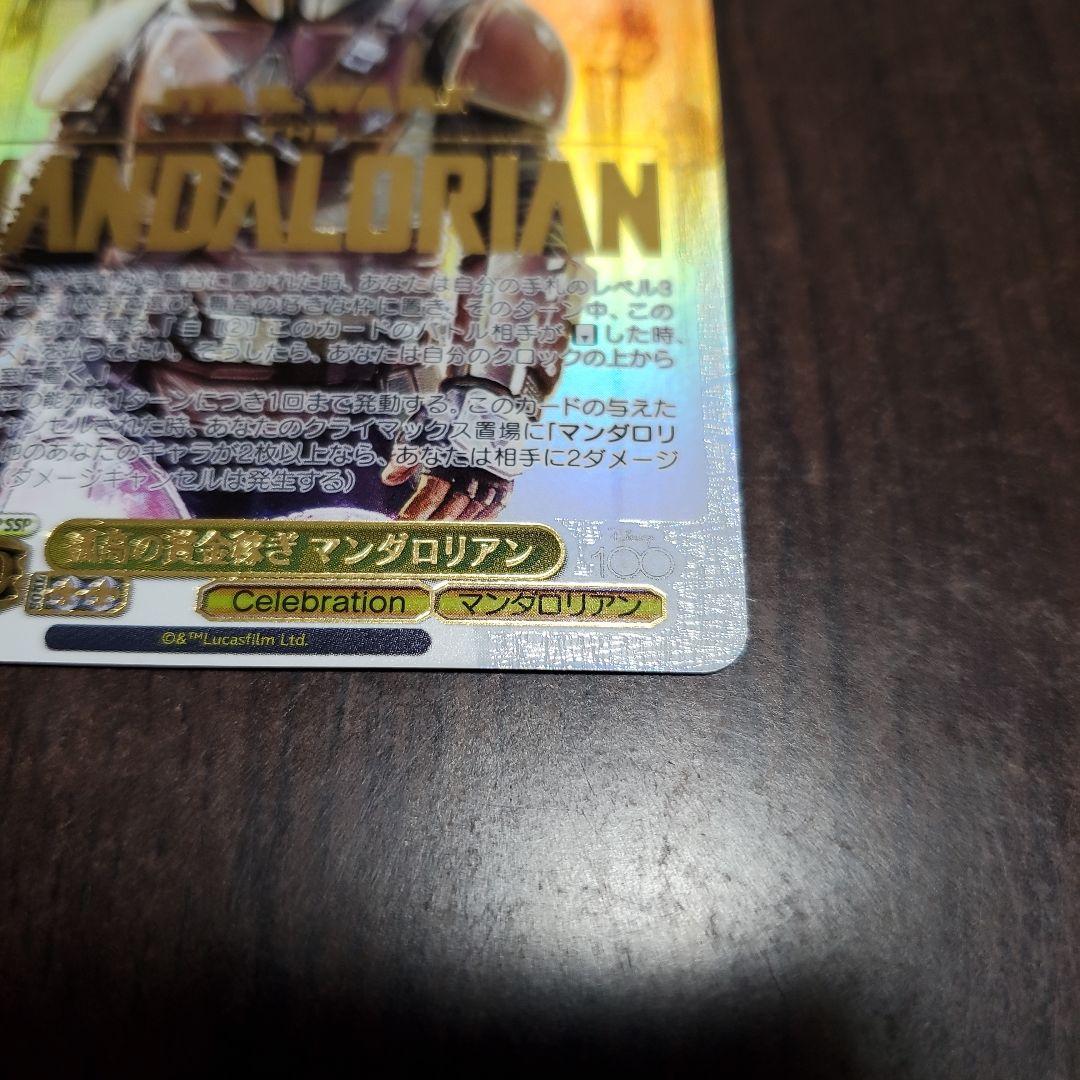 STAR WARS
THE
MANDALORIAN
に置かれた時、あなたは自分の手札のレベル3
舞台の好きな枠に置き、そのターン中、この
『【自】［(2)］このカードのバトル相手が した時、
そうしたら、あなたは自分のクロックの上から
この能力は1ターンにつき1回まで発動する。このカードの与えた
ンセルされた時、あなたのクライマックス置場に「マンダロリ
他のあなたのキャラが2枚以上なら、あなたは相手に2ダメージ
ダメージキャンセルは発生する）
SSP
孤高の賞金稼ぎ マンダロリアン
Disney
100
SOUL
Celebration
マンダロリアン
©&™Lucasfilm Ltd.